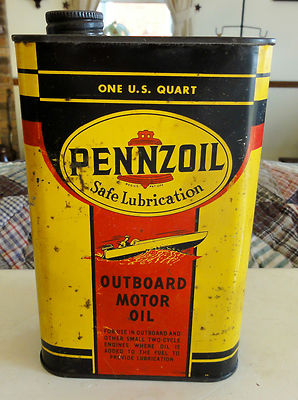 ONE U.S. QUART
PENNZOIL
Safe Lubrication
OUTBOARD
MOTOR
OIL
FOR USE IN OUTBOARD AND
OTHER SMALL TWO CYCLE
ENGINES WHERE OIL IS
ADDED TO THE FUEL TO
PROVIDE LUBRICATION